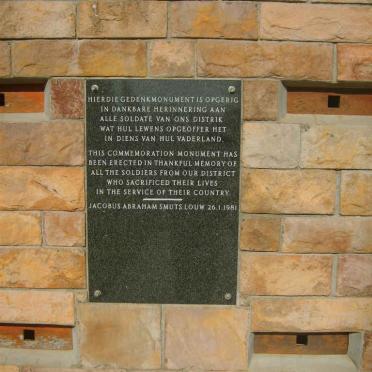 HIERDIE GEDENKMONUMENT IS OPGERIG
IN DANKBARE HERINNERING AAN
ALLE SOLDATE VAN ONS DISTRIK
WAT HUL LEWENS OPGEOFFER HET
IN DIENS VAN HUL VADERLAND.
THIS COMMEMORATION MONUMENT HAS
BEEN ERECTED IN THANKFUL MEMORY OF
ALL THE SOLDIERS FROM OUR DISTRICT
WHO SACRIFICED THEIR LIVES
IN THE SERVICE OF THEIR COUNTRY.
JACOBUS ABRAHAM SMUTS LOUW 26.1.1981